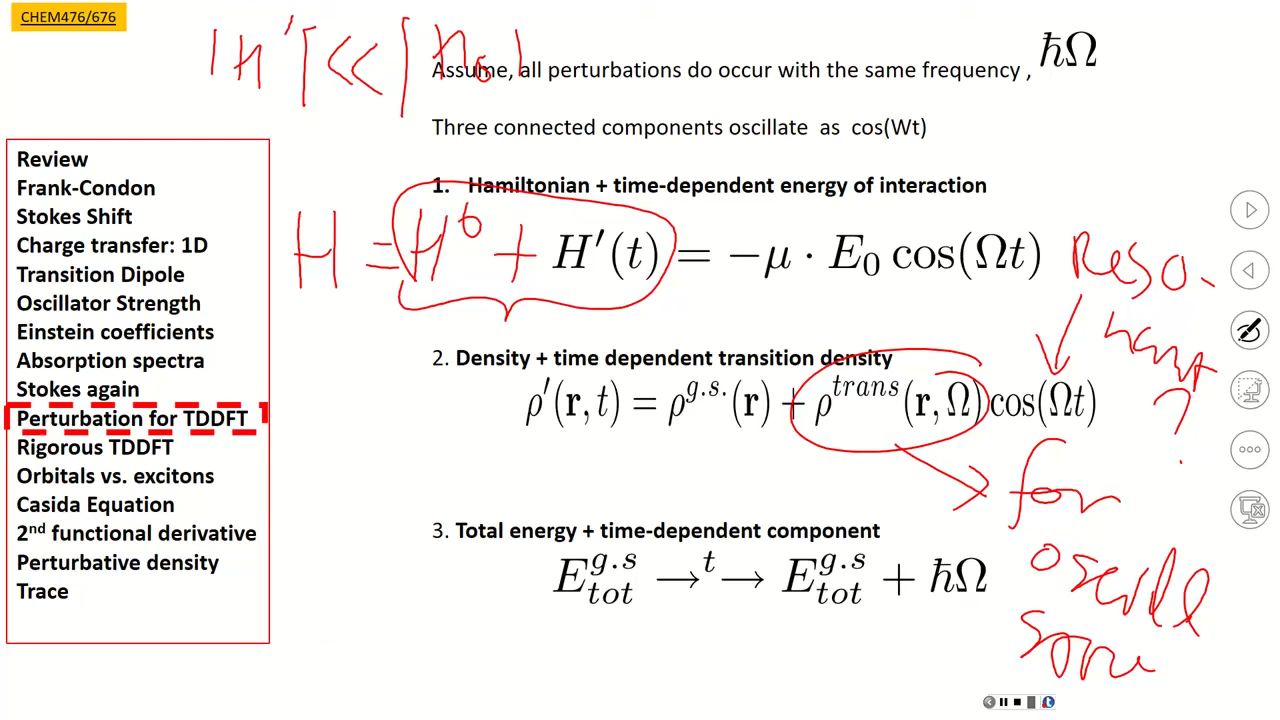 CHEM476/676
|H'| << |H₀|
Assume, all perturbations do occur with the same frequency , ħΩ
Three connected components oscillate as cos(Wt)
Review
Frank-Condon
Stokes Shift
Charge transfer: 1D
Transition Dipole
Oscillator Strength
Einstein coefficients
Absorption spectra
Stokes again
Perturbation for TDDFT
Rigorous TDDFT
Orbitals vs. excitons
Casida Equation
2nd functional derivative
Perturbative density
Trace
1. Hamiltonian + time-dependent energy of interaction
H = H⁰ + H′(t) = −μ · E₀ cos(Ωt)
Reso-
nant
?
2. Density + time dependent transition density
ρ′(r, t) = ρ^{g.s.}(r) + ρ^{trans}(r, Ω)cos(Ωt)
for
3. Total energy + time-dependent component
E_{tot}^{g.s} →^t→ E_{tot}^{g.s} + ħΩ